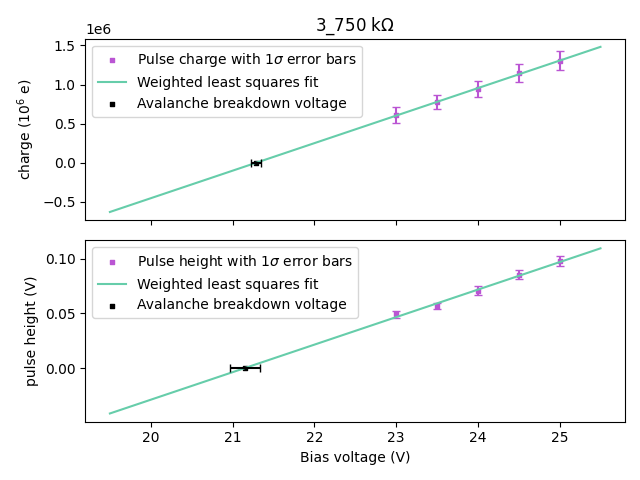 3_750 kΩ
1e6
1.5
1.0
0.5
0.0
−0.5
charge (10⁶ e)
Pulse charge with 1σ error bars
Weighted least squares fit
Avalanche breakdown voltage
0.10
0.05
0.00
pulse height (V)
Pulse height with 1σ error bars
Weighted least squares fit
Avalanche breakdown voltage
20 21 22 23 24 25
Bias voltage (V)